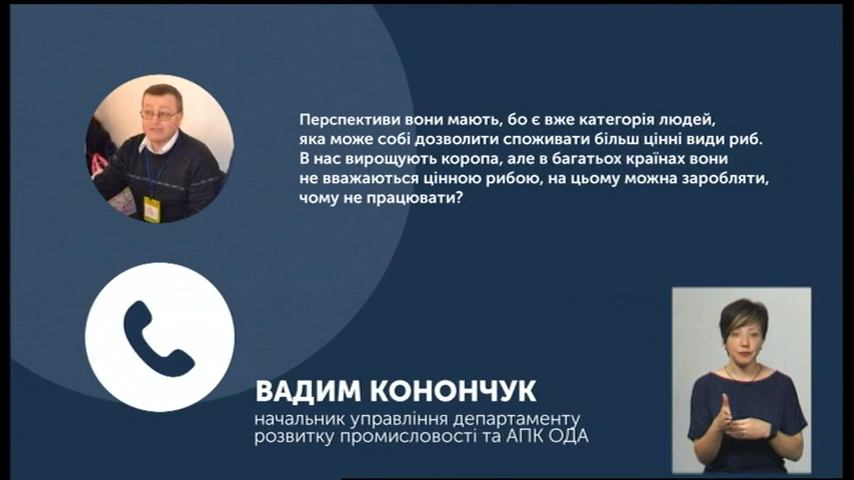 Перспективи вони мають, бо є вже категорія людей,
яка може собі дозволити споживати більш цінні види риб.
В нас вирощують коропа, але в багатьох країнах вони
не вважаються цінною рибою, на цьому можна заробляти,
чому не працювати?
ВАДИМ КОНОНЧУК
начальник управління департаменту
розвитку промисловості та АПК ОДА